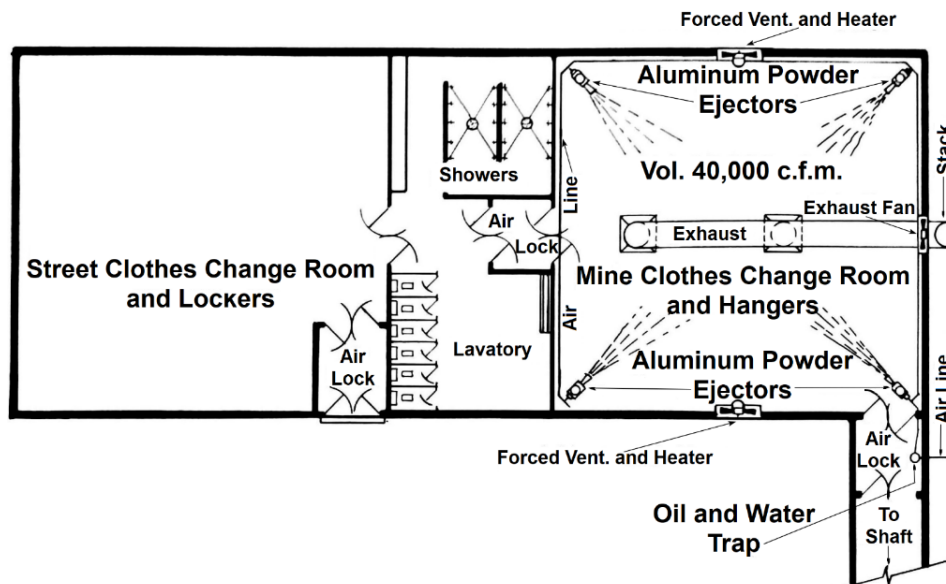 Forced Vent. and Heater
Aluminum Powder
Ejectors
Stack
Showers
Line
Vol. 40,000 c.f.m.
Exhaust Fan
Air
Lock
Exhaust
Street Clothes Change Room
and Lockers
Mine Clothes Change Room
and Hangers
Air
Air
Lock
Lavatory
Aluminum Powder
Ejectors
Air Line
Forced Vent. and Heater
Air
Lock
Oil and Water
Trap
To
Shaft